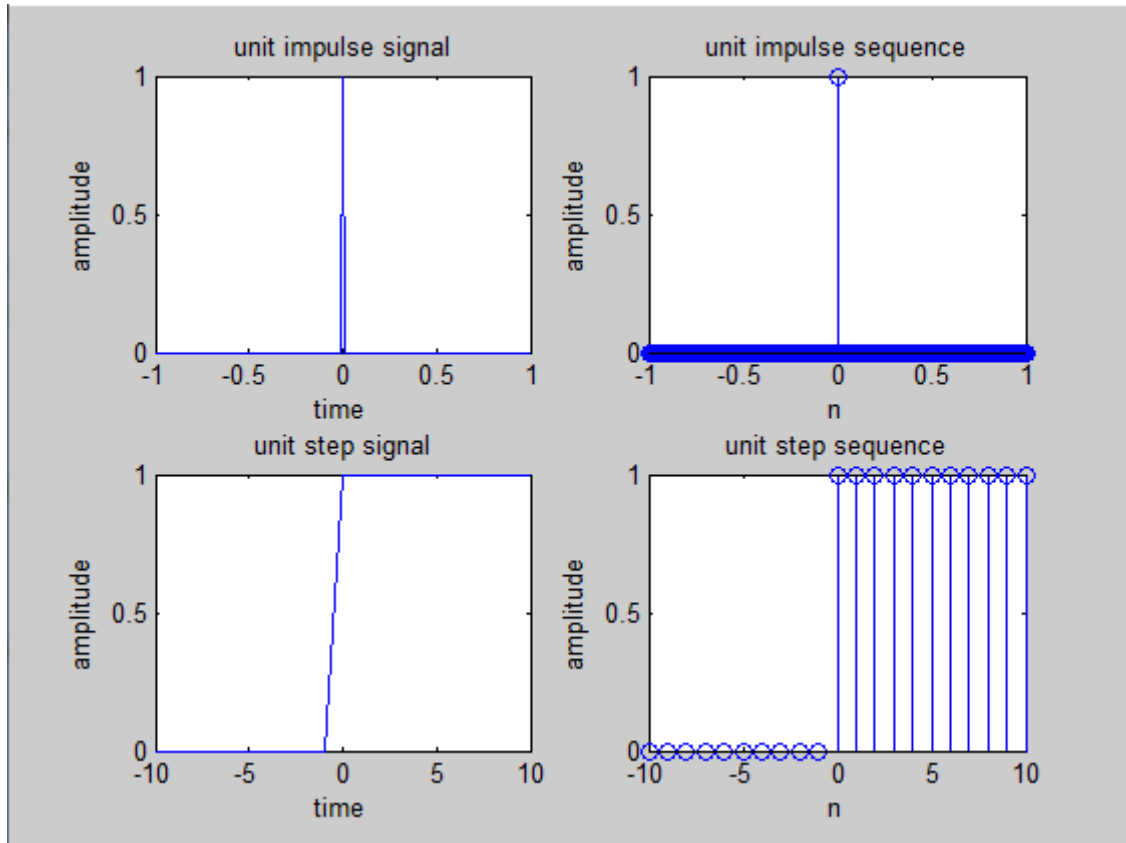 unit impulse signal
1
0.5
0
amplitude
-1 -0.5 0 0.5 1
time
unit impulse sequence
1
0.5
0
amplitude
-1 -0.5 0 0.5 1
n
unit step signal
1
0.5
0
amplitude
-10 -5 0 5 10
time
unit step sequence
1
0.5
0
amplitude
-10 -5 0 5 10
n